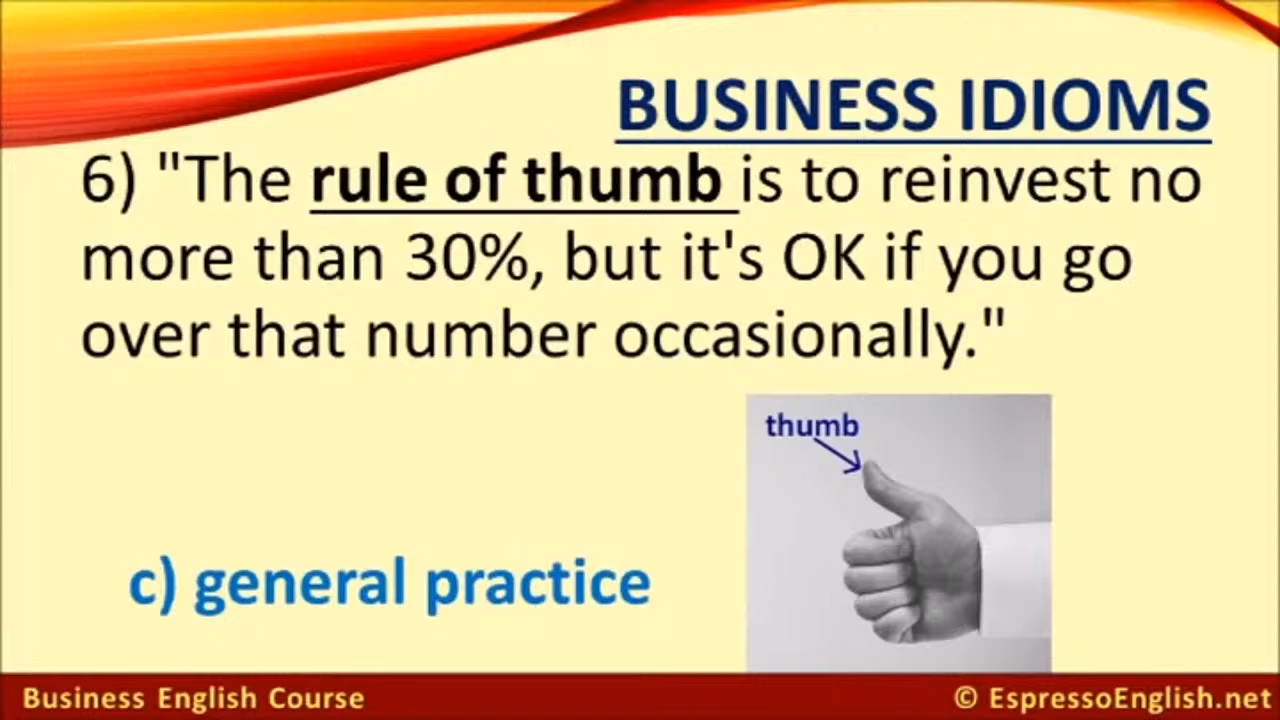 BUSINESS IDIOMS
6) "The rule of thumb is to reinvest no
more than 30%, but it's OK if you go
over that number occasionally."
thumb
c) general practice
Business English Course
© EspressoEnglish.net